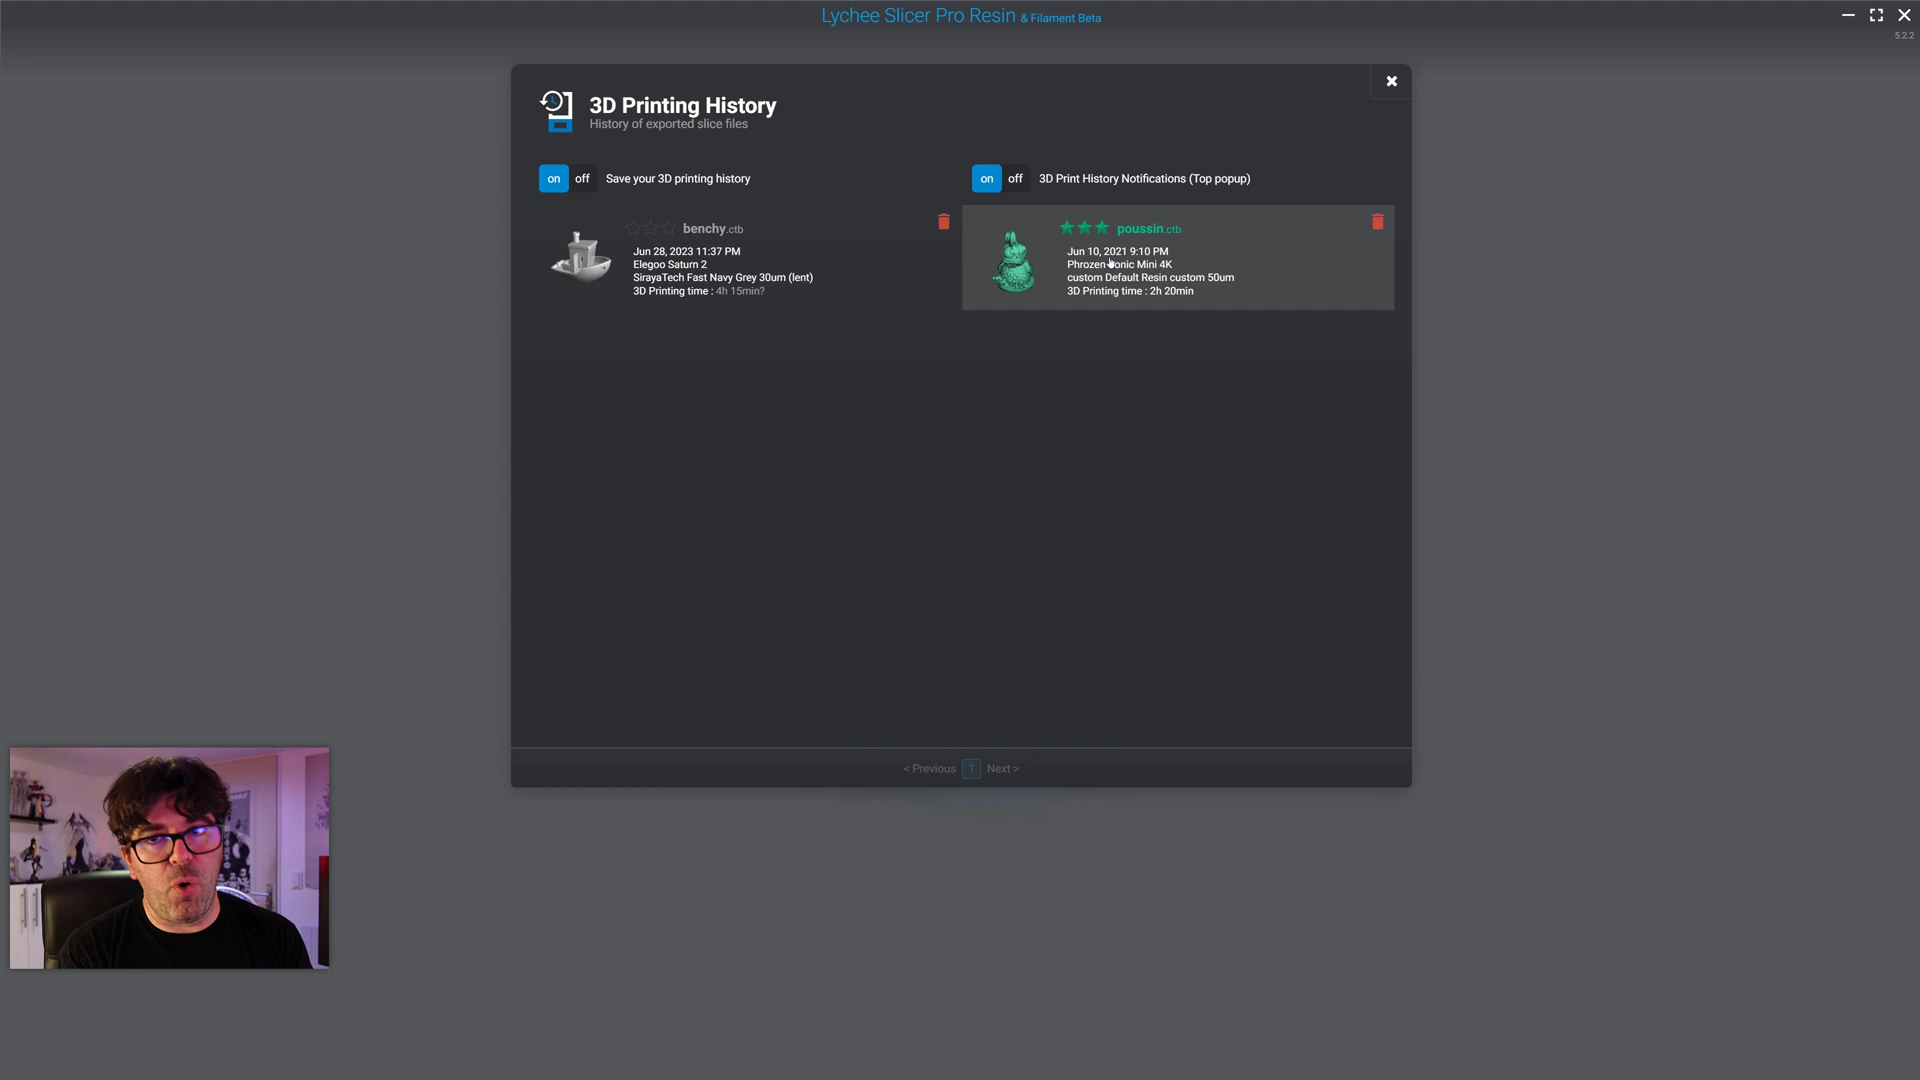 Lychee Slicer Pro Resin & Filament Beta
5.2.2
3D Printing History
History of exported slice files
on off Save your 3D printing history
on off 3D Print History Notifications (Top popup)
benchy.ctb
Jun 28, 2023 11:37 PM
Elegoo Saturn 2
SirayaTech Fast Navy Grey 30um (lent)
3D Printing time : 4h 15min?
poussin.ctb
Jun 10, 2021 9:10 PM
Phrozen Sonic Mini 4K
custom Default Resin custom 50um
3D Printing time : 2h 20min
< Previous 1 Next >